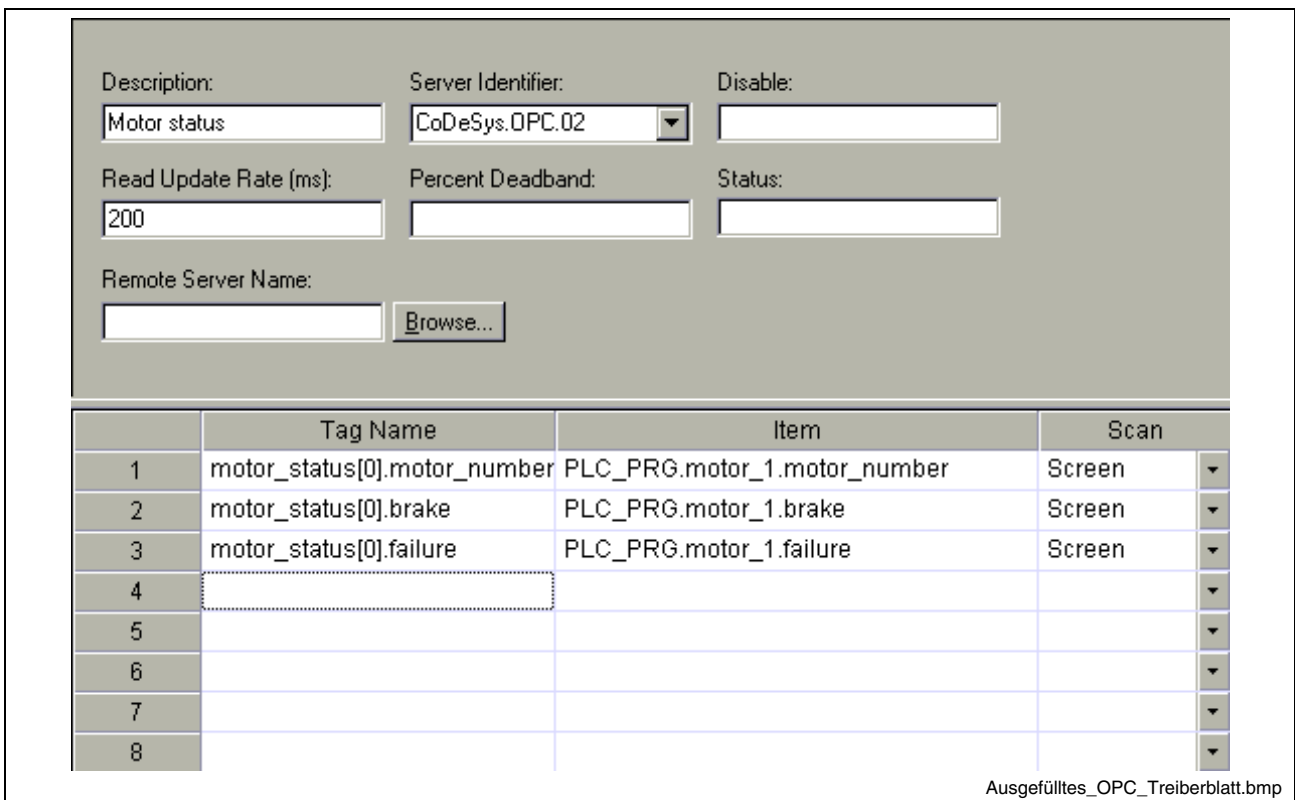 Description: Server Identifier: Disable:
Motor status CoDeSys.OPC.02
Read Update Rate (ms): Percent Deadband: Status:
200
Remote Server Name:
Browse...
Tag Name Item Scan
1 motor_status[0].motor_number PLC_PRG.motor_1.motor_number Screen
2 motor_status[0].brake PLC_PRG.motor_1.brake Screen
3 motor_status[0].failure PLC_PRG.motor_1.failure Screen
4
5
6
7
8
Ausgefülltes_OPC_Treiberblatt.bmp